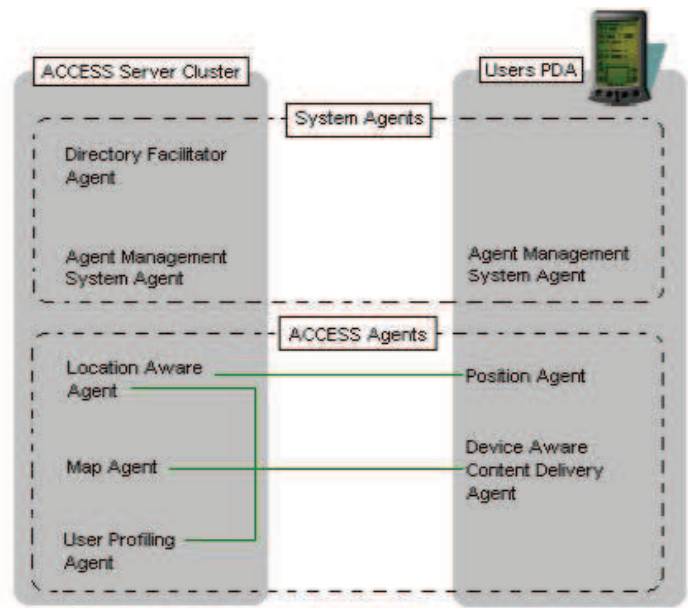 ACCESS Server Cluster
Users PDA
System Agents
Directory Facilitator
Agent
Agent Management
System Agent
Agent Management
System Agent
ACCESS Agents
Location Aware
Agent
Position Agent
Map Agent
Device Aware
Content Delivery
Agent
User Profiling
Agent